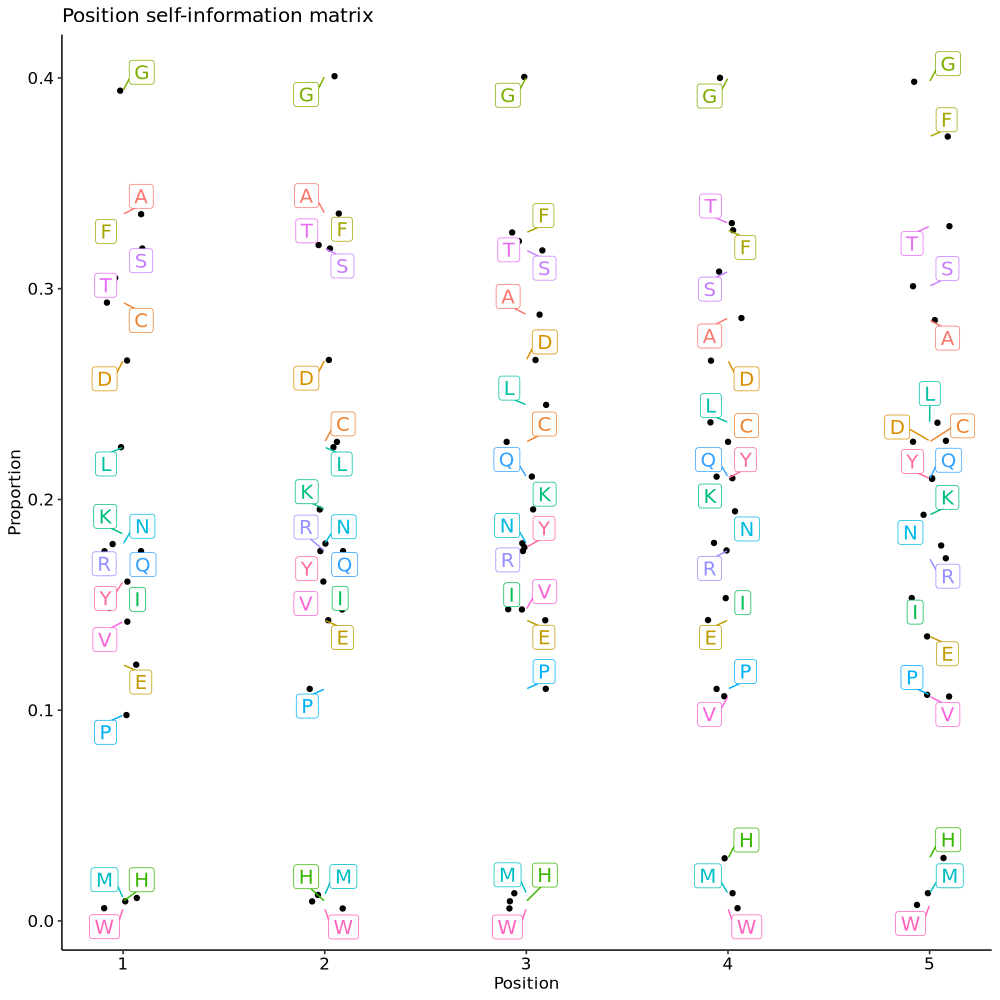 Position self-information matrix
0.4
G
G
G
G
G
F
A
F
S
T
C
A
T
F
S
F
T
S
A
T
F
S
A
T
S
A
0.3
D
D
D
D
L
C
L
C
L
C
L
D
C
Proportion
0.2
L
K
N
R
Q
Y
I
V
E
P
K
R
N
Y
Q
V
I
E
P
Q
K
N
Y
R
I
V
E
P
Q
Y
K
N
R
I
E
P
V
Y
Q
K
N
R
I
E
P
V
0.1
M
H
W
H
M
W
M
H
W
H
M
W
H
M
W
0.0
1
2
3
4
5
Position